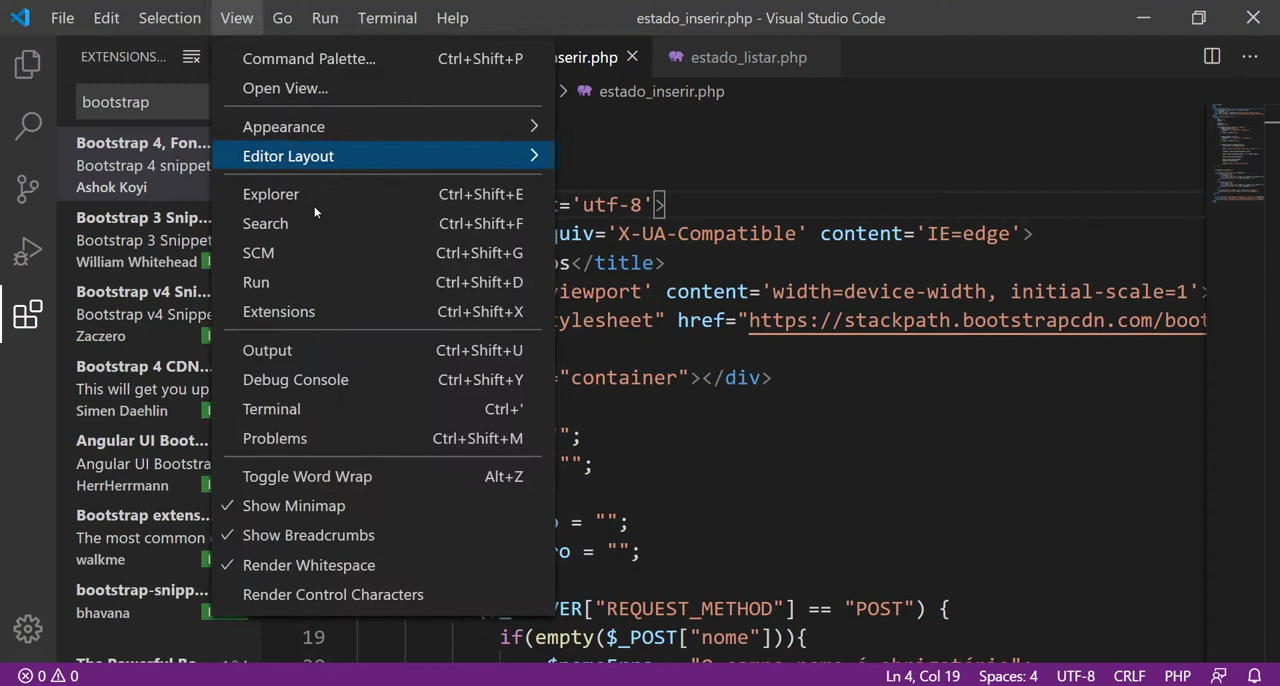 File Edit Selection View Go Run Terminal Help estado_inserir.php - Visual Studio Code
EXTENSIONS...
bootstrap
Bootstrap 4, Fon...
Bootstrap 4 snippet
Ashok Koyi
Bootstrap 3 Snip...
Bootstrap 3 Snippet
William Whitehead
Bootstrap v4 Sni...
Bootstrap v4 Snippe
Zaczero
Bootstrap 4 CDN...
This will get you up
Simen Daehlin
Angular UI Boot...
Angular UI Bootstra
HerrHerrmann
Bootstrap exten...
The most common
walkme
bootstrap-snipp...
bhavana
Command Palette... Ctrl+Shift+P
Open View...
Appearance
Editor Layout
Explorer Ctrl+Shift+E
Search Ctrl+Shift+F
SCM Ctrl+Shift+G
Run Ctrl+Shift+D
Extensions Ctrl+Shift+X
Output Ctrl+Shift+U
Debug Console Ctrl+Shift+Y
Terminal Ctrl+'
Problems Ctrl+Shift+M
Toggle Word Wrap Alt+Z
Show Minimap
Show Breadcrumbs
Render Whitespace
Render Control Characters
serir.php estado_listar.php
estado_inserir.php
='utf-8'>
quiv='X-UA-Compatible' content='IE=edge'>
os</title>
viewport' content='width=device-width, initial-scale=1'>
ylesheet" href="https://stackpath.bootstrapcdn.com/boot
="container"></div>
"";
"";
o = "";
ro = "";
VER["REQUEST_METHOD"] == "POST") {
19 if(empty($_POST["nome"])){
0 0 Ln 4, Col 19 Spaces: 4 UTF-8 CRLF PHP